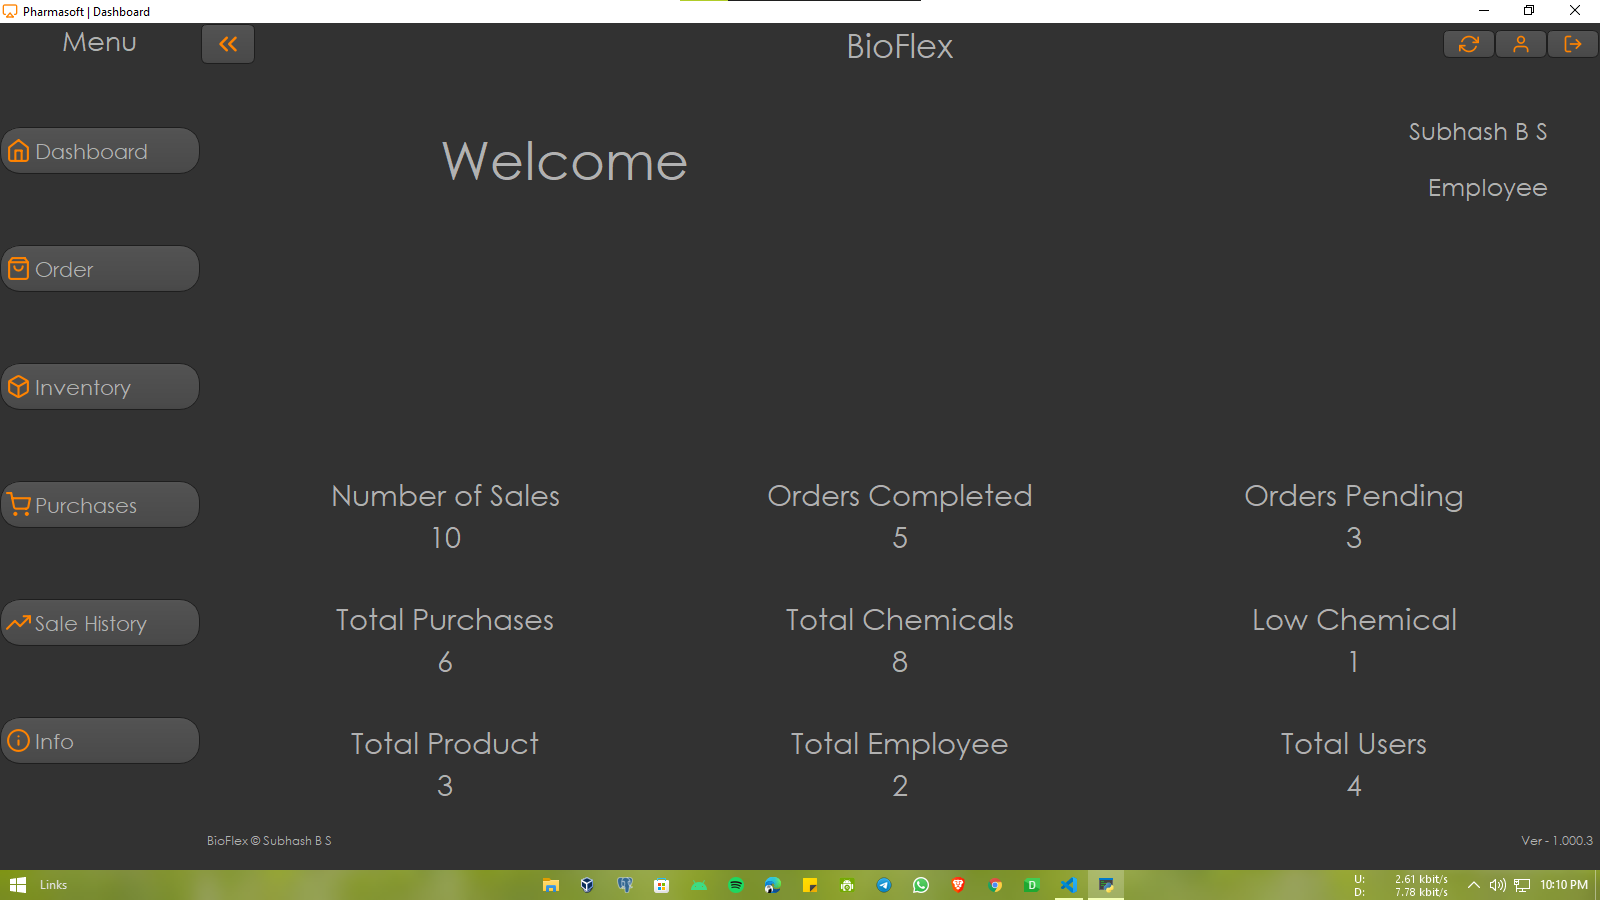 Pharmasoft | Dashboard
Menu
BioFlex
Dashboard
Order
Inventory
Purchases
Sale History
Info
Welcome
Subhash B S
Employee
Number of Sales
10
Orders Completed
5
Orders Pending
3
Total Purchases
6
Total Chemicals
8
Low Chemical
1
Total Product
3
Total Employee
2
Total Users
4
BioFlex © Subhash B S
Ver - 1.000.3
Links
D
U: 2.61 kbit/s
D: 7.78 kbit/s
10:10 PM